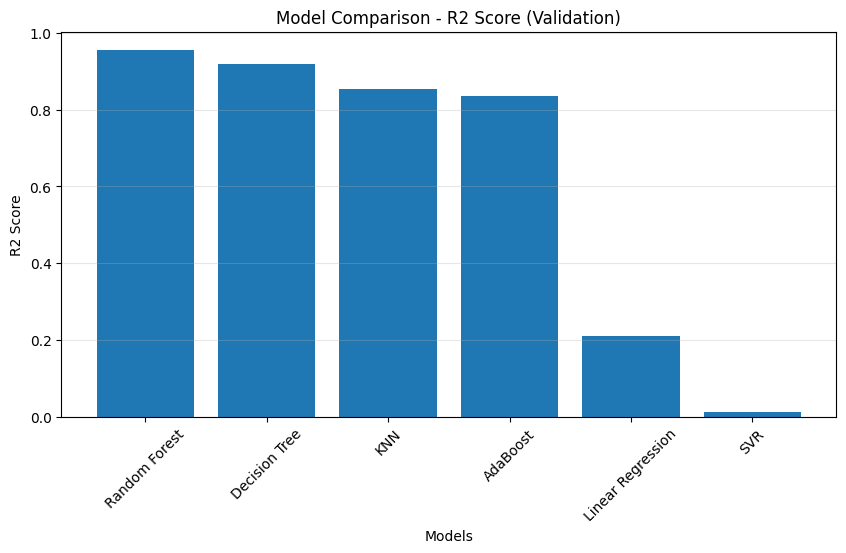 Model Comparison - R2 Score (Validation)
R2 Score
1.0
0.8
0.6
0.4
0.2
0.0
Random Forest
Decision Tree
KNN
AdaBoost
Linear Regression
SVR
Models